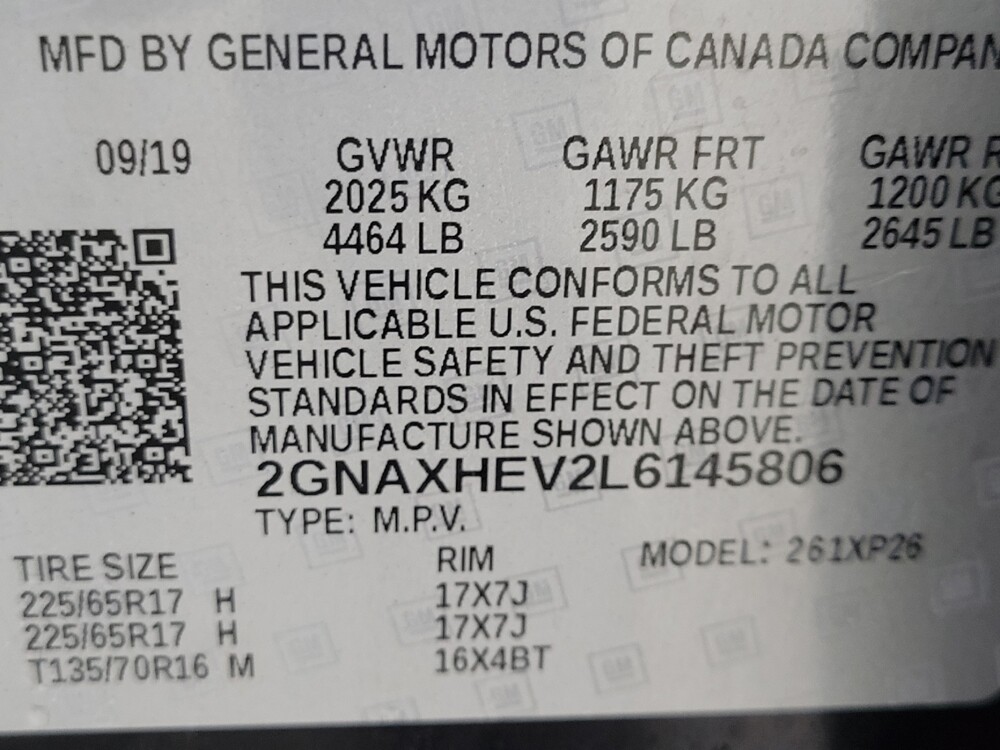 MFD BY GENERAL MOTORS OF CANADA COMPAN
09/19 GVWR GAWR FRT GAWR R
2025 KG 1175 KG 1200 KG
4464 LB 2590 LB 2645 LB
THIS VEHICLE CONFORMS TO ALL
APPLICABLE U.S. FEDERAL MOTOR
VEHICLE SAFETY AND THEFT PREVENTION
STANDARDS IN EFFECT ON THE DATE OF
MANUFACTURE SHOWN ABOVE.
2GNAXHEV2L6145806
TYPE: M.P.V.
MODEL: 261XP26
TIRE SIZE RIM
225/65R17 H 17X7J
225/65R17 H 17X7J
T135/70R16 M 16X4BT